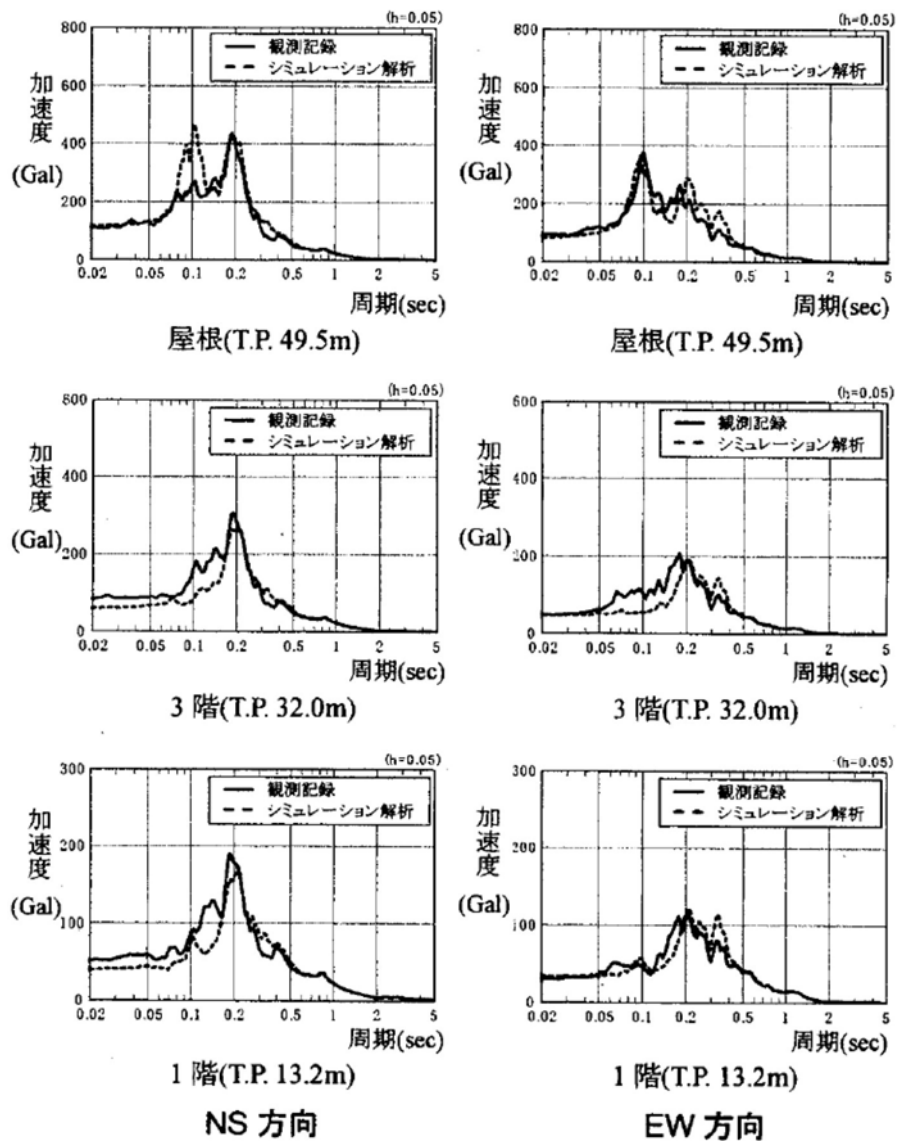 (h=0.05)
800
600
400
200
0
加速度
(Gal)
観測記録
シミュレーション解析
0.02 0.05 0.1 0.2 0.5 1 2 5
周期(sec)
屋根(T.P. 49.5m)
(h=0.05)
800
600
400
200
0
加速度
(Gal)
観測記録
シミュレーション解析
0.02 0.05 0.1 0.2 0.5 1 2 5
周期(sec)
屋根(T.P. 49.5m)
(h=0.05)
600
400
200
0
加速度
(Gal)
観測記録
シミュレーション解析
0.02 0.05 0.1 0.2 0.5 1 2 5
周期(sec)
3 階(T.P. 32.0m)
(h=0.05)
600
400
200
0
加速度
(Gal)
観測記録
シミュレーション解析
0.02 0.05 0.1 0.2 0.5 1 2 5
周期(sec)
3 階(T.P. 32.0m)
(h=0.05)
300
200
100
0
加速度
(Gal)
観測記録
シミュレーション解析
0.02 0.05 0.1 0.2 0.5 1 2 5
周期(sec)
1 階(T.P. 13.2m)
(h=0.05)
300
200
100
0
加速度
(Gal)
観測記録
シミュレーション解析
0.02 0.05 0.1 0.2 0.5 1 2 5
周期(sec)
1 階(T.P. 13.2m)
NS 方向
EW 方向